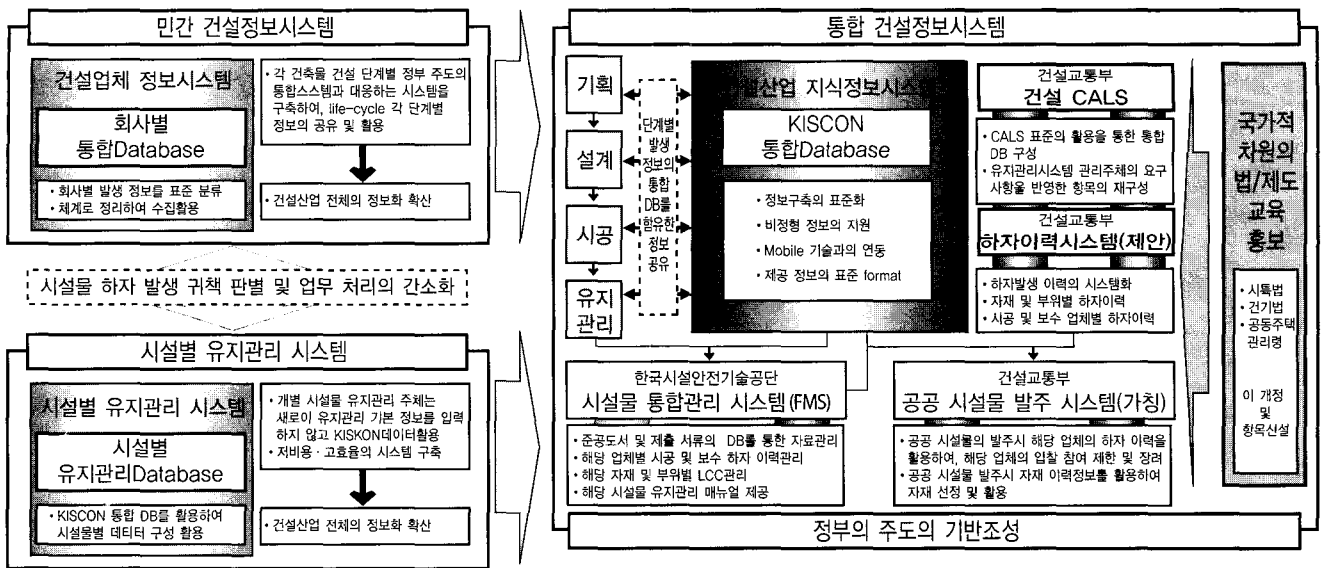 민간 건설정보시스템
건설업체 정보시스템
회사별
통합Database
• 회사별 발생 정보를 표준 분류
• 체계로 정리하여 수집활용
• 각 건축물 건설 단계별 정부 주도의
통합스스템과 대응하는 시스템을
구축하여, life-cycle 각 단계별
정보의 공유 및 활용
• 건설산업 전체의 정보화 확산
시설물 하자 발생 귀책 판별 및 업무 처리의 간소화
시설별 유지관리 시스템
시설별 유지관리 시스템
시설별
유지관리Database
• KISCON 통합 DB를 활용하여
시설물별 데티터 구성 활용
• 개별 시설물 유지관리 주체는
새로이 유지관리 기본 정보를 입력
하지 않고 KISKON데이터활용
• 저비용 · 고효율의 시스템 구축
• 건설산업 전체의 정보화 확산
통합 건설정보시스템
기획
설계
시공
유지
관리
단계별
발생
정보의
통합
DB를
함유한
정보
공유
설산업 지식정보시스템
KISCON
통합Database
• 정보구축의 표준화
• 비정형 정보의 지원
• Mobile 기술과의 연동
• 제공 정보의 표준 format
건설교통부
건설 CALS
• CALS 표준의 활용을 통한 통합
DB 구성
• 유지관리시스템 관리주체의 요구
사항을 반영한 항목의 재구성
건설교통부
하자이력시스템(제안)
• 하자발생 이력의 시스템화
• 자재 및 부위별 하자이력
• 시공 및 보수 업체별 하자이력
한국시설안전기술공단
시설물 통합관리 시스템(FMS)
• 준공도서 및 제출 서류의 DB를 통한 자료관리
• 해당 업체별 시공 및 보수 하자 이력관리
• 해당 자재 및 부위별 LCC관리
• 해당 시설물 유지관리 매뉴얼 제공
건설교통부
공공 시설물 발주 시스템(가칭)
• 공공 시설물의 발주시 해당 업체의 하자 이력을
활용하여, 해당 업체의 입찰 참여 제한 및 장려
• 공공 시설물 발주시 자재 이력정보를 활용하여
자재 선정 및 활용
정부의 주도의 기반조성
국가적
차원의
법/제도
교육
홍보
• 시특법
• 건기법
• 공동주택
관리령
이 개정
및
항목신설